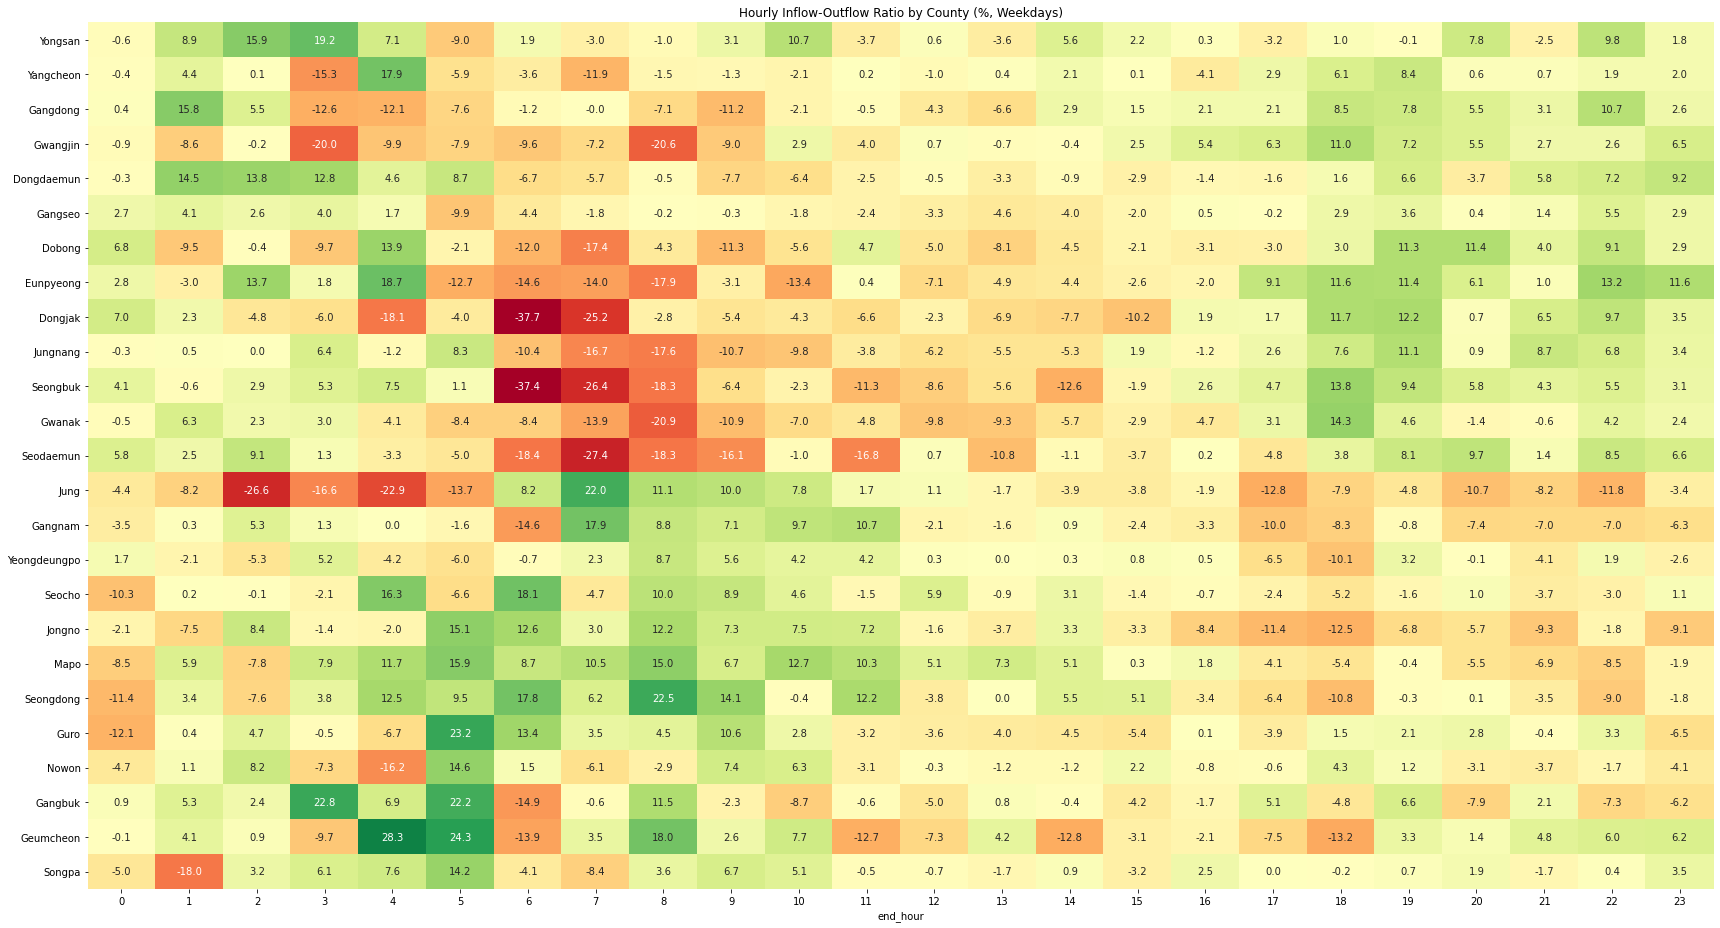 Hourly Inflow-Outflow Ratio by County (%, Weekdays)
Yongsan -0.6 8.9 15.9 19.2 7.1 -9.0 1.9 -3.0 -1.0 3.1 10.7 -3.7 0.6 -3.6 5.6 2.2 0.3 -3.2 1.0 -0.1 7.8 -2.5 9.8 1.8
Yangcheon -0.4 4.4 0.1 -15.3 17.9 -5.9 -3.6 -11.9 -1.5 -1.3 -2.1 0.2 -1.0 0.4 2.1 0.1 -4.1 2.9 6.1 8.4 0.6 0.7 1.9 2.0
Gangdong 0.4 15.8 5.5 -12.6 -12.1 -7.6 -1.2 -0.0 -7.1 -11.2 -2.1 -0.5 -4.3 -6.6 2.9 1.5 2.1 2.1 8.5 7.8 5.5 3.1 10.7 2.6
Gwangjin -0.9 -8.6 -0.2 -20.0 -9.9 -7.9 -9.6 -7.2 -20.6 -9.0 2.9 -4.0 0.7 -0.7 -0.4 2.5 5.4 6.3 11.0 7.2 5.5 2.7 2.6 6.5
Dongdaemun -0.3 14.5 13.8 12.8 4.6 8.7 -6.7 -5.7 -0.5 -7.7 -6.4 -2.5 -0.5 -3.3 -0.9 -2.9 -1.4 -1.6 1.6 6.6 -3.7 5.8 7.2 9.2
Gangseo 2.7 4.1 2.6 4.0 1.7 -9.9 -4.4 -1.8 -0.2 -0.3 -1.8 -2.4 -3.3 -4.6 -4.0 -2.0 0.5 -0.2 2.9 3.6 0.4 1.4 5.5 2.9
Dobong 6.8 -9.5 -0.4 -9.7 13.9 -2.1 -12.0 -17.4 -4.3 -11.3 -5.6 4.7 -5.0 -8.1 -4.5 -2.1 -3.1 -3.0 3.0 11.3 11.4 4.0 9.1 2.9
Eunpyeong 2.8 -3.0 13.7 1.8 18.7 -12.7 -14.6 -14.0 -17.9 -3.1 -13.4 0.4 -7.1 -4.9 -4.4 -2.6 -2.0 9.1 11.6 11.4 6.1 1.0 13.2 11.6
Dongjak 7.0 2.3 -4.8 -6.0 -18.1 -4.0 -37.7 -25.2 -2.8 -5.4 -4.3 -6.6 -2.3 -6.9 -7.7 -10.2 1.9 1.7 11.7 12.2 0.7 6.5 9.7 3.5
Jungnang -0.3 0.5 0.0 6.4 -1.2 8.3 -10.4 -16.7 -17.6 -10.7 -9.8 -3.8 -6.2 -5.5 -5.3 1.9 -1.2 2.6 7.6 11.1 0.9 8.7 6.8 3.4
Seongbuk 4.1 -0.6 2.9 5.3 7.5 1.1 -37.4 -26.4 -18.3 -6.4 -2.3 -11.3 -8.6 -5.6 -12.6 -1.9 2.6 4.7 13.8 9.4 5.8 4.3 5.5 3.1
Gwanak -0.5 6.3 2.3 3.0 -4.1 -8.4 -8.4 -13.9 -20.9 -10.9 -7.0 -4.8 -9.8 -9.3 -5.7 -2.9 -4.7 3.1 14.3 4.6 -1.4 -0.6 4.2 2.4
Seodaemun 5.8 2.5 9.1 1.3 -3.3 -5.0 -18.4 -27.4 -18.3 -16.1 -1.0 -16.8 0.7 -10.8 -1.1 -3.7 0.2 -4.8 3.8 8.1 9.7 1.4 8.5 6.6
Jung -4.4 -8.2 -26.6 -16.6 -22.9 -13.7 8.2 22.0 11.1 10.0 7.8 1.7 1.1 -1.7 -3.9 -3.8 -1.9 -12.8 -7.9 -4.8 -10.7 -8.2 -11.8 -3.4
Gangnam -3.5 0.3 5.3 1.3 0.0 -1.6 -14.6 17.9 8.8 7.1 9.7 10.7 -2.1 -1.6 0.9 -2.4 -3.3 -10.0 -8.3 -0.8 -7.4 -7.0 -7.0 -6.3
Yeongdeungpo 1.7 -2.1 -5.3 5.2 -4.2 -6.0 -0.7 2.3 8.7 5.6 4.2 4.2 0.3 0.0 0.3 0.8 0.5 -6.5 -10.1 3.2 -0.1 -4.1 1.9 -2.6
Seocho -10.3 0.2 -0.1 -2.1 16.3 -6.6 18.1 -4.7 10.0 8.9 4.6 -1.5 5.9 -0.9 3.1 -1.4 -0.7 -2.4 -5.2 -1.6 1.0 -3.7 -3.0 1.1
Jongno -2.1 -7.5 8.4 -1.4 -2.0 15.1 12.6 3.0 12.2 7.3 7.5 7.2 -1.6 -3.7 3.3 -3.3 -8.4 -11.4 -12.5 -6.8 -5.7 -9.3 -1.8 -9.1
Mapo -8.5 5.9 -7.8 7.9 11.7 15.9 8.7 10.5 15.0 6.7 12.7 10.3 5.1 7.3 5.1 0.3 1.8 -4.1 -5.4 -0.4 -5.5 -6.9 -8.5 -1.9
Seongdong -11.4 3.4 -7.6 3.8 12.5 9.5 17.8 6.2 22.5 14.1 -0.4 12.2 -3.8 0.0 5.5 5.1 -3.4 -6.4 -10.8 -0.3 0.1 -3.5 -9.0 -1.8
Guro -12.1 0.4 4.7 -0.5 -6.7 23.2 13.4 3.5 4.5 10.6 2.8 -3.2 -3.6 -4.0 -4.5 -5.4 0.1 -3.9 1.5 2.1 2.8 -0.4 3.3 -6.5
Nowon -4.7 1.1 8.2 -7.3 -16.2 14.6 1.5 -6.1 -2.9 7.4 6.3 -3.1 -0.3 -1.2 -1.2 2.2 -0.8 -0.6 4.3 1.2 -3.1 -3.7 -1.7 -4.1
Gangbuk 0.9 5.3 2.4 22.8 6.9 22.2 -14.9 -0.6 11.5 -2.3 -8.7 -0.6 -5.0 0.8 -0.4 -4.2 -1.7 5.1 -4.8 6.6 -7.9 2.1 -7.3 -6.2
Geumcheon -0.1 4.1 0.9 -9.7 28.3 24.3 -13.9 3.5 18.0 2.6 7.7 -12.7 -7.3 4.2 -12.8 -3.1 -2.1 -7.5 -13.2 3.3 1.4 4.8 6.0 6.2
Songpa -5.0 -18.0 3.2 6.1 7.6 14.2 -4.1 -8.4 3.6 6.7 5.1 -0.5 -0.7 -1.7 0.9 -3.2 2.5 0.0 -0.2 0.7 1.9 -1.7 0.4 3.5
0 1 2 3 4 5 6 7 8 9 10 11 12 13 14 15 16 17 18 19 20 21 22 23
end_hour